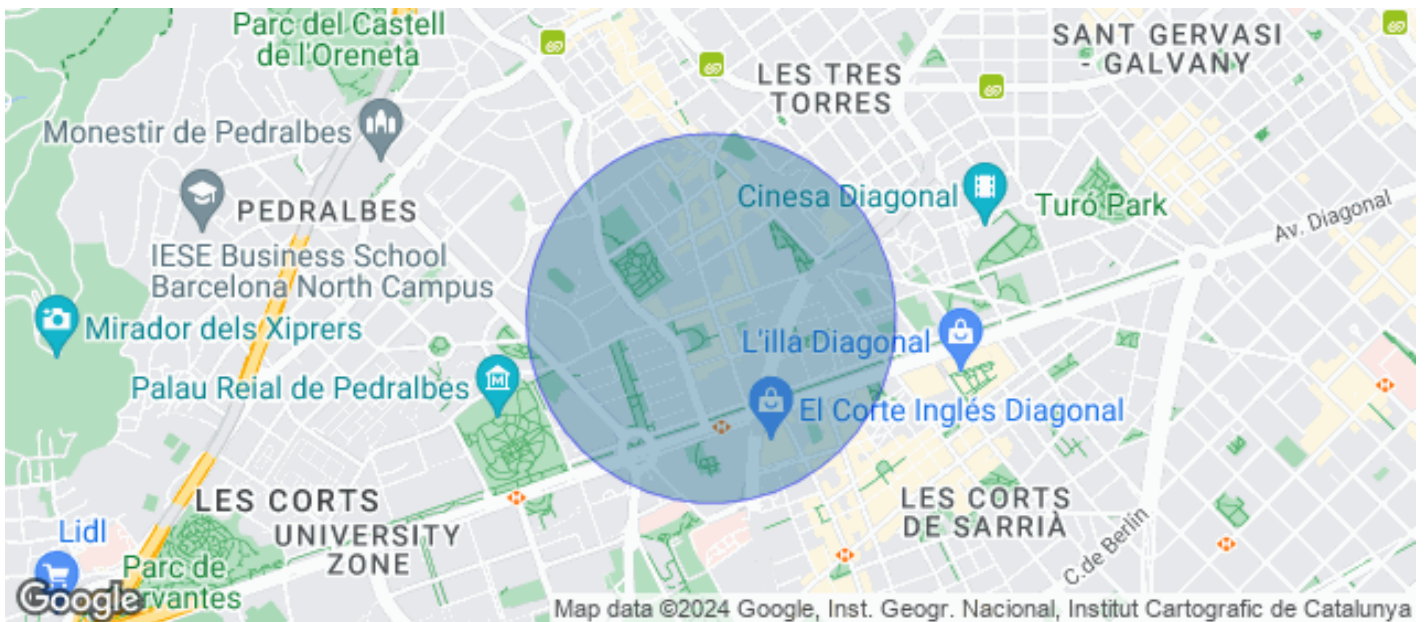 Parc del Castell
de l'Oreneta
SANT GERVASI
- GALVANY
LES TRES
TORRES
Monestir de Pedralbes
Cinesa Diagonal
Turó Park
PEDRALBES
Av. Diagonal
IESE Business School
Barcelona North Campus
Mirador dels Xiprers
L'illa Diagonal
Palau Reial de Pedralbes
M
El Corte Inglés Diagonal
LES CORTS
UNIVERSITY
ZONE
LES CORTS
DE SARRIÀ
Lidl
C. de Berlín
Parc de
Cervantes
Google
Map data ©2024 Google, Inst. Geogr. Nacional, Institut Cartografic de Catalunya